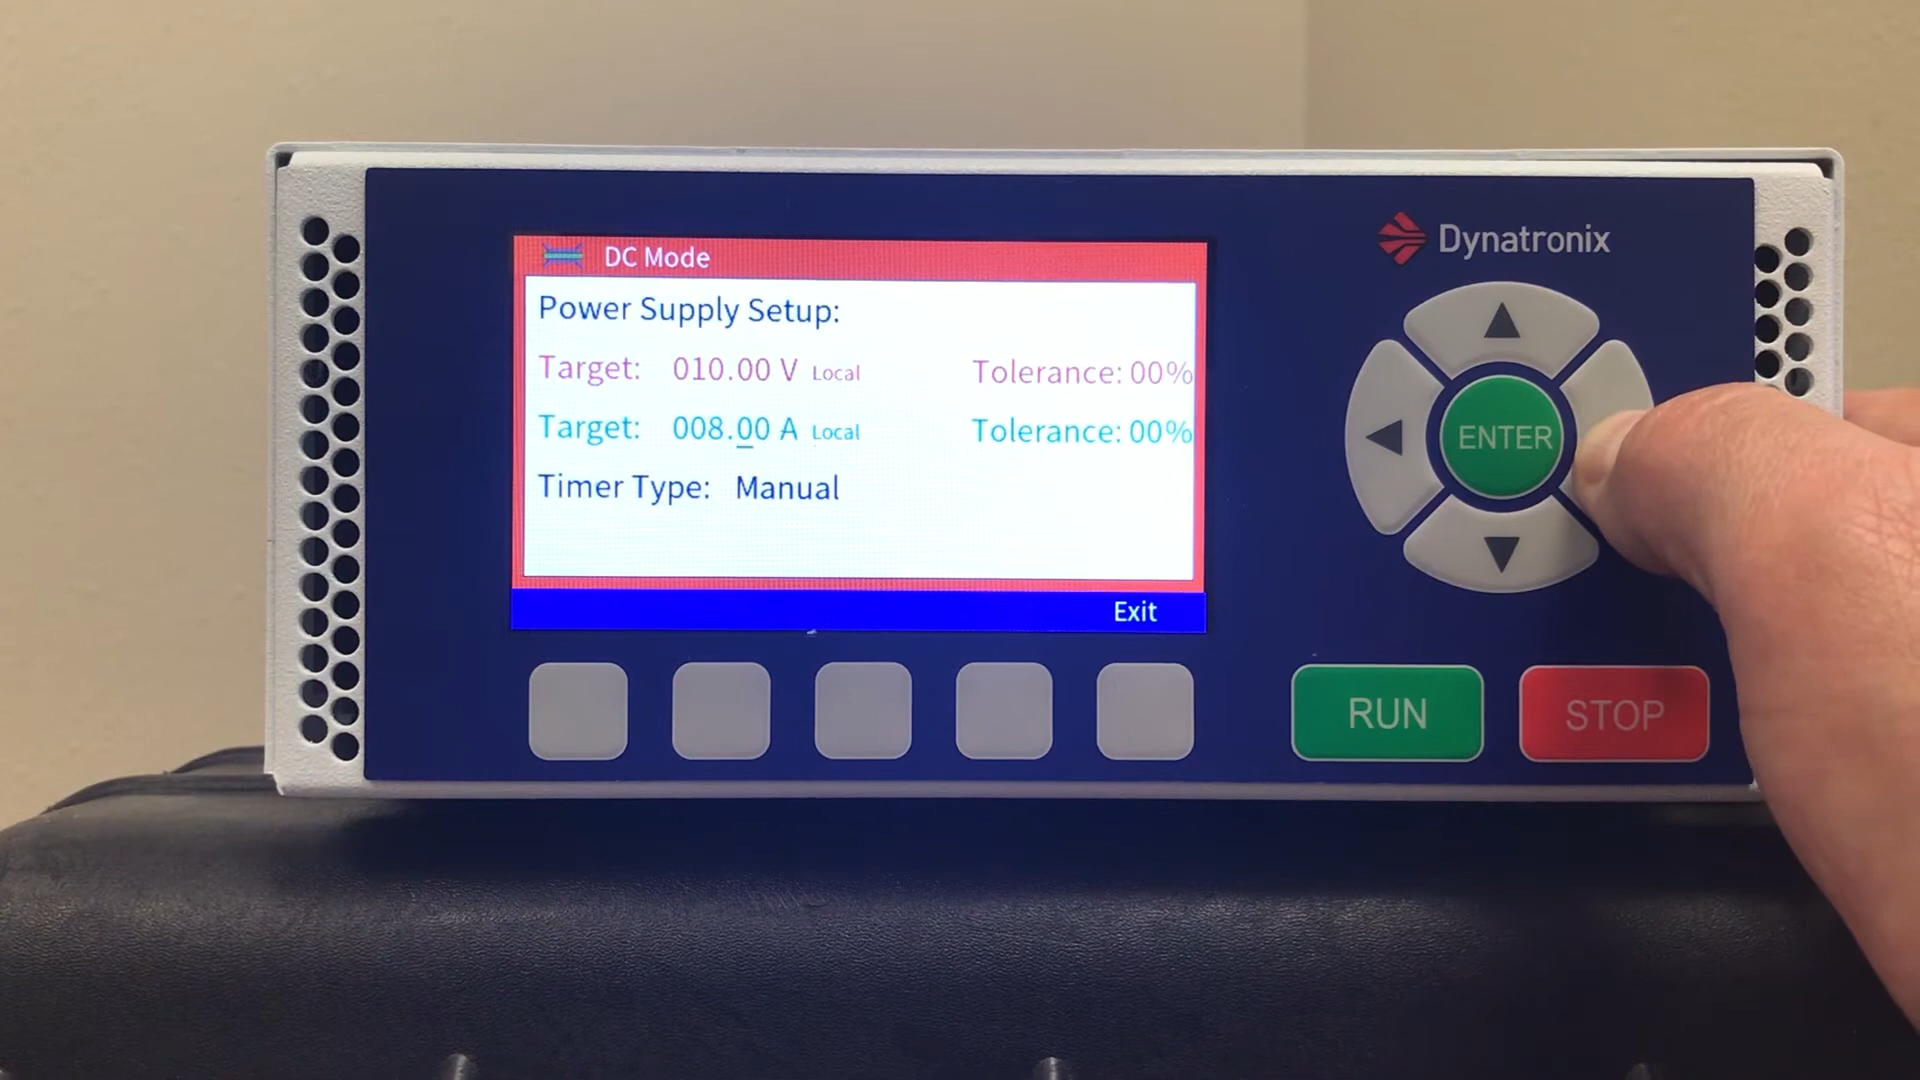 Dynatronix
DC Mode
Power Supply Setup:
Target: 010.00 V Local Tolerance: 00%
Target: 008.00 A Local Tolerance: 00%
Timer Type: Manual
Exit
ENTER
RUN
STOP